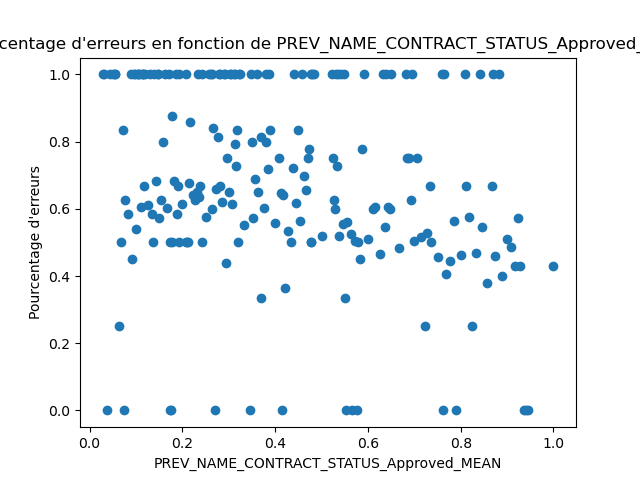 centage d'erreurs en fonction de PREV_NAME_CONTRACT_STATUS_Approved_
1.0
0.8
0.6
0.4
0.2
0.0
Pourcentage d'erreurs
0.0 0.2 0.4 0.6 0.8 1.0
PREV_NAME_CONTRACT_STATUS_Approved_MEAN